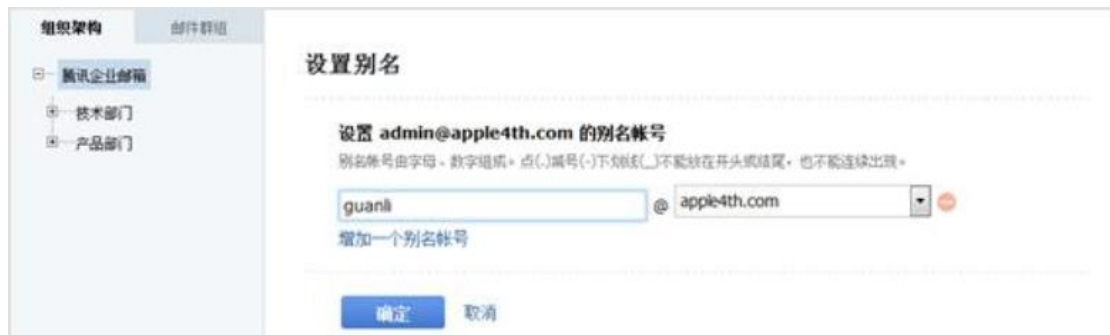 组织架构 邮件群组
腾讯企业邮箱
技术部门
产品部门
设置别名
设置 admin@apple4th.com 的别名帐号
别名帐号由字母、数字组成。点(.)减号(-)下划线(_)不能放在开头或结尾，也不能连续出现。
guanli @ apple4th.com
增加一个别名帐号
确定 取消